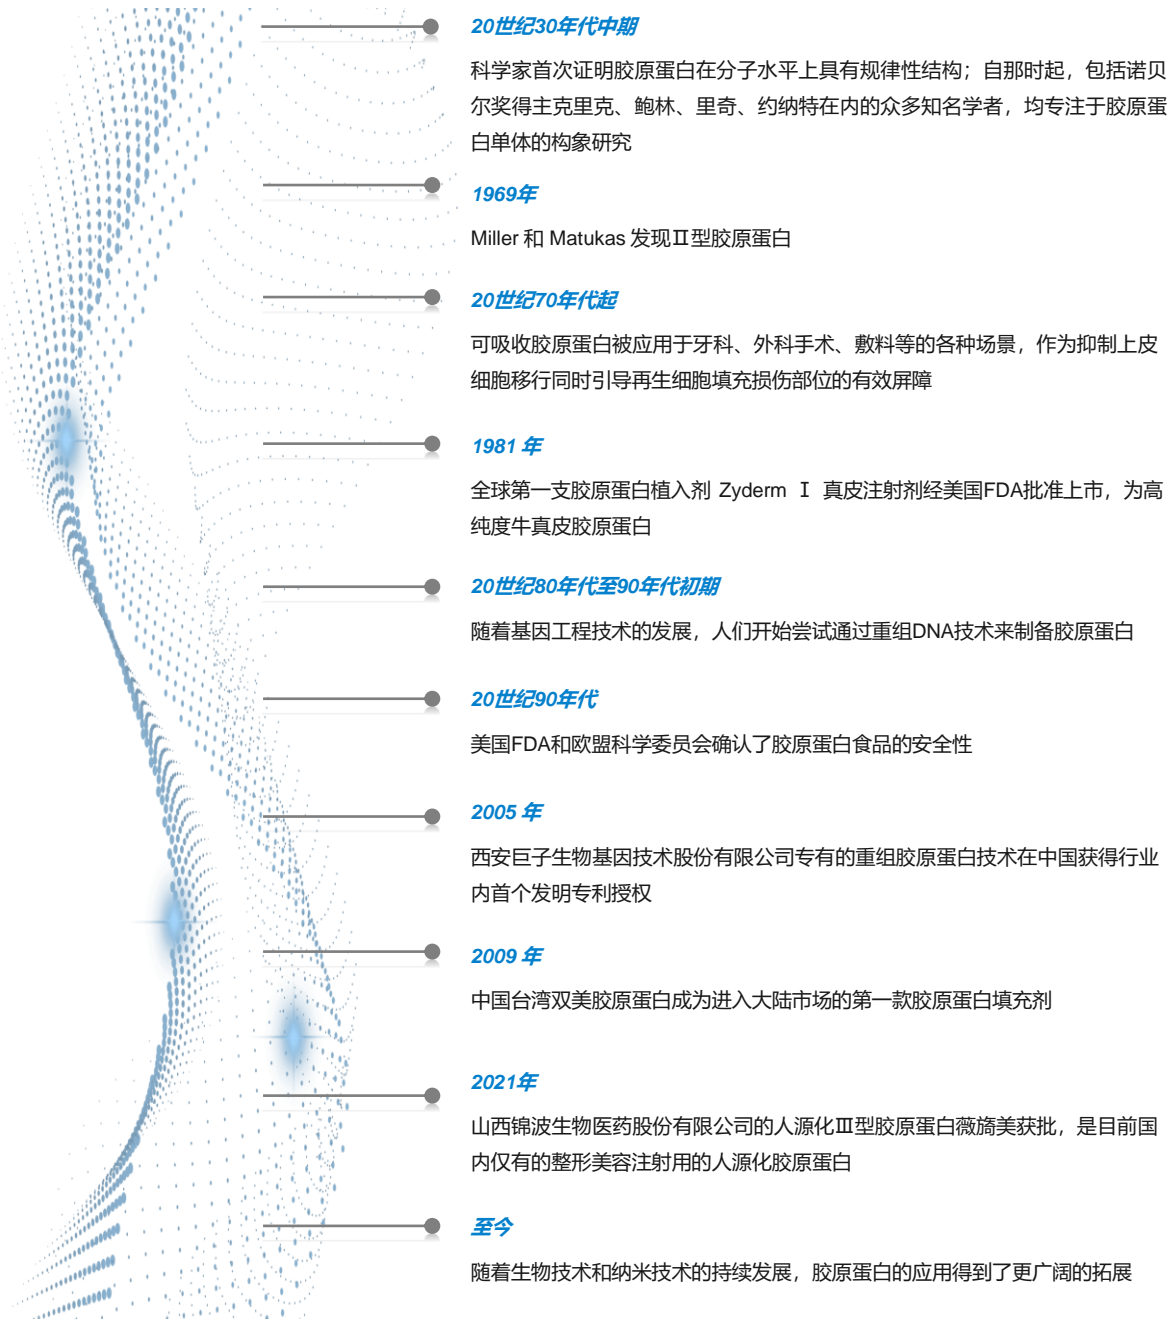 20世纪30年代中期
科学家首次证明胶原蛋白在分子水平上具有规律性结构；自那时起，包括诺贝
尔奖得主克里克、鲍林、里奇、约纳特在内的众多知名学者，均专注于胶原蛋
白单体的构象研究
1969年
Miller 和 Matukas 发现Ⅱ型胶原蛋白
20世纪70年代起
可吸收胶原蛋白被应用于牙科、外科手术、敷料等的各种场景，作为抑制上皮
细胞移行同时引导再生细胞填充损伤部位的有效屏障
1981 年
全球第一支胶原蛋白植入剂 Zyderm Ⅰ 真皮注射剂经美国FDA批准上市，为高
纯度牛真皮胶原蛋白
20世纪80年代至90年代初期
随着基因工程技术的发展，人们开始尝试通过重组DNA技术来制备胶原蛋白
20世纪90年代
美国FDA和欧盟科学委员会确认了胶原蛋白食品的安全性
2005 年
西安巨子生物基因技术股份有限公司专有的重组胶原蛋白技术在中国获得行业
内首个发明专利授权
2009 年
中国台湾双美胶原蛋白成为进入大陆市场的第一款胶原蛋白填充剂
2021年
山西锦波生物医药股份有限公司的人源化Ⅲ型胶原蛋白薇旖美获批，是目前国
内仅有的整形美容注射用的人源化胶原蛋白
至今
随着生物技术和纳米技术的持续发展，胶原蛋白的应用得到了更广阔的拓展